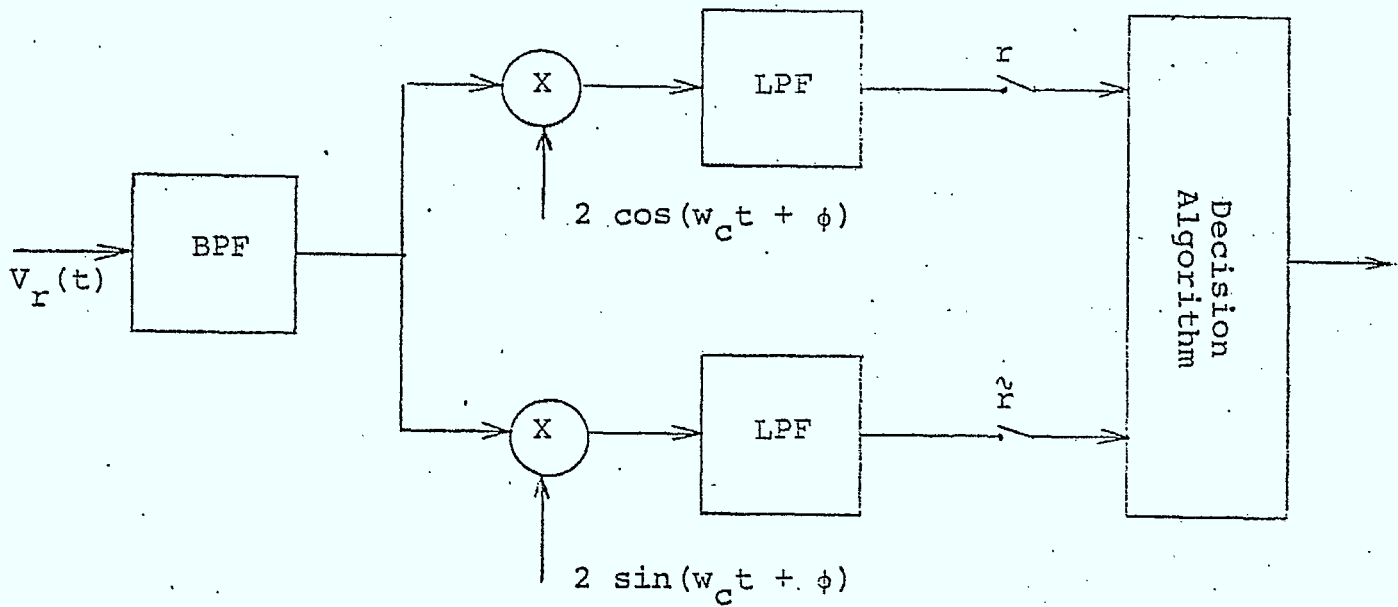 r
X
LPF
2 cos(w_c t + φ)
BPF
V_r(t)
Decision
Algorithm
r̃
X
LPF
2 sin(w_c t + φ)